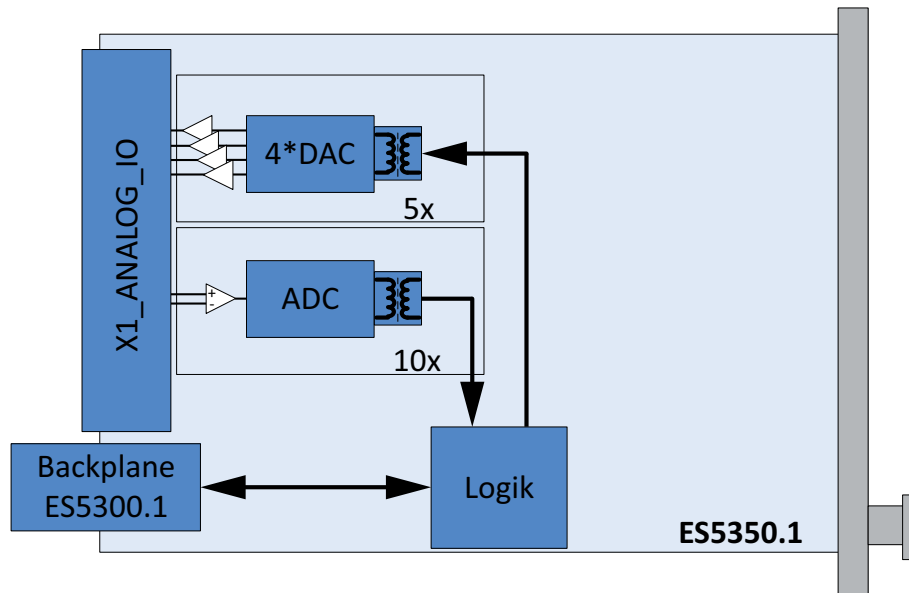 X1_ANALOG_IO
4*DAC
5x
+
-
ADC
10x
Backplane
ES5300.1
Logik
ES5350.1